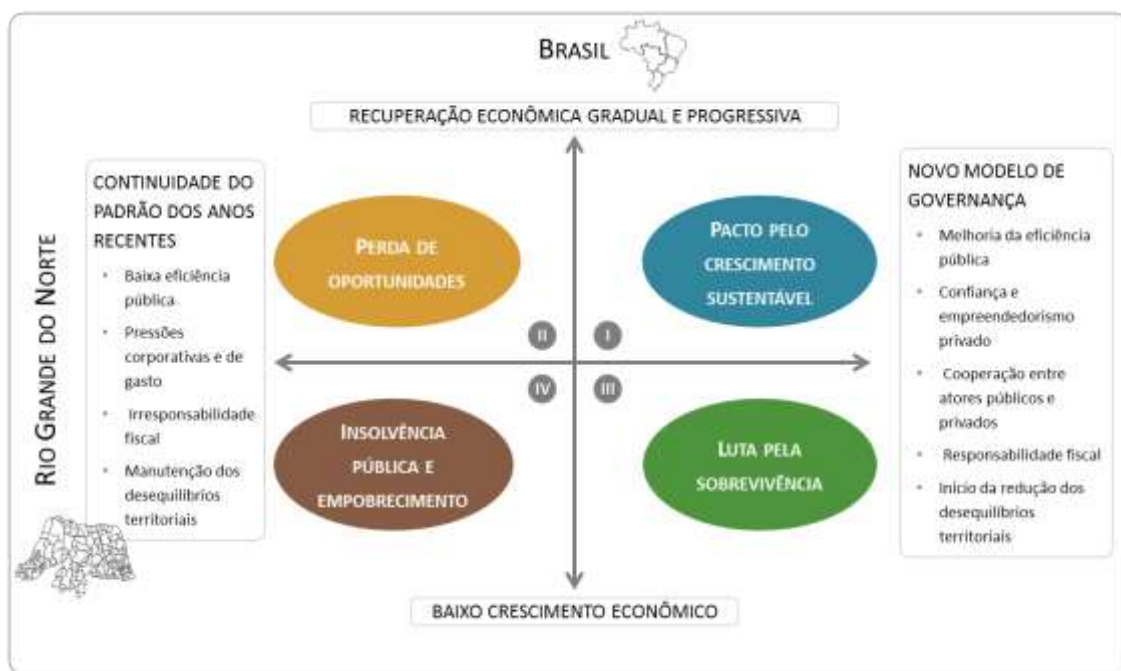 BRASIL
RECUPERAÇÃO ECONÔMICA GRADUAL E PROGRESSIVA
RIO GRANDE DO NORTE
CONTINUIDADE DO
PADRÃO DOS ANOS
RECENTES
• Baixa eficiência
pública
• Pressões
corporativas e de
gasto
• Irresponsabilidade
fiscal
• Manutenção dos
desequilíbrios
territoriais
PERDA DE
OPORTUNIDADES
PACTO PELO
CRESCIMENTO
SUSTENTÁVEL
II
I
IV
III
INSOLVÊNCIA
PÚBLICA E
EMPOBRECIMENTO
LUTA PELA
SOBREVIVÊNCIA
NOVO MODELO DE
GOVERNANÇA
• Melhoria da eficiência
pública
• Confiança e
empreendedorismo
privado
• Cooperação entre
atores públicos e
privados
• Responsabilidade fiscal
• Início da redução dos
desequilíbrios
territoriais
BAIXO CRESCIMENTO ECONÔMICO